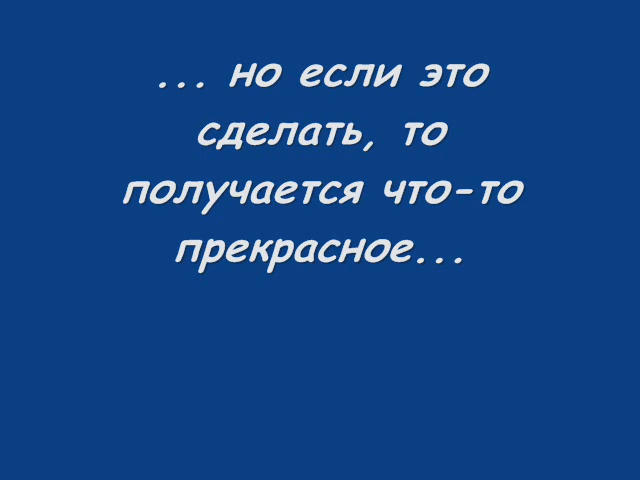 ... но если это
сделать, то
получается что-то
прекрасное...